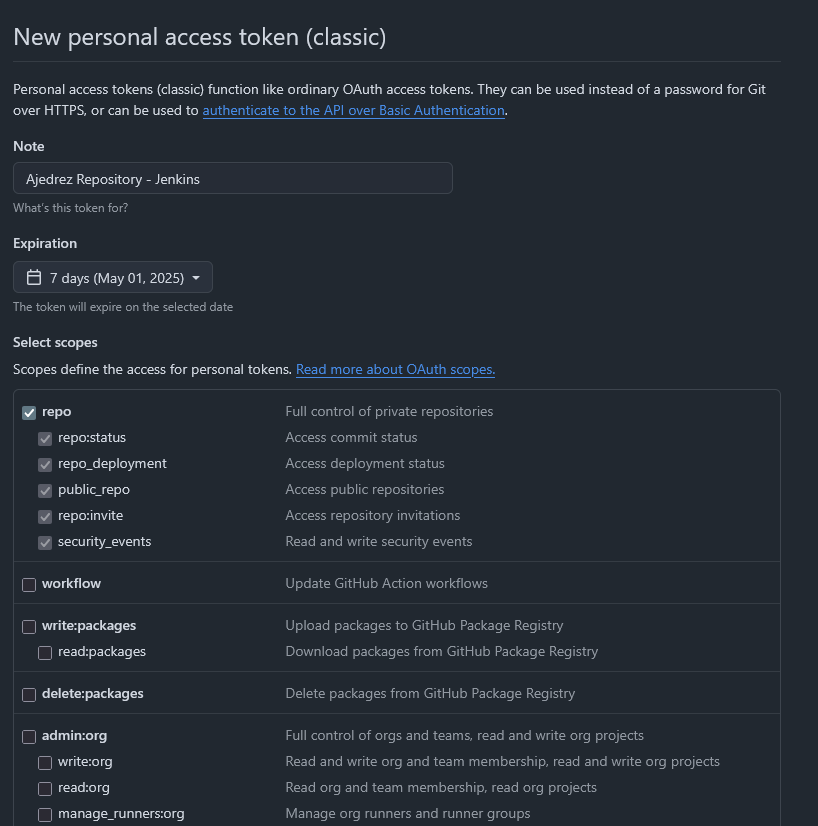 New personal access token (classic)
Personal access tokens (classic) function like ordinary OAuth access tokens. They can be used instead of a password for Git
over HTTPS, or can be used to authenticate to the API over Basic Authentication.
Note
Ajedrez Repository - Jenkins
What's this token for?
Expiration
7 days (May 01, 2025)
The token will expire on the selected date
Select scopes
Scopes define the access for personal tokens. Read more about OAuth scopes.
repo Full control of private repositories
repo:status Access commit status
repo_deployment Access deployment status
public_repo Access public repositories
repo:invite Access repository invitations
security_events Read and write security events
workflow Update GitHub Action workflows
write:packages Upload packages to GitHub Package Registry
read:packages Download packages from GitHub Package Registry
delete:packages Delete packages from GitHub Package Registry
admin:org Full control of orgs and teams, read and write org projects
write:org Read and write org and team membership, read and write org projects
read:org Read org and team membership, read org projects
manage_runners:org Manage org runners and runner groups